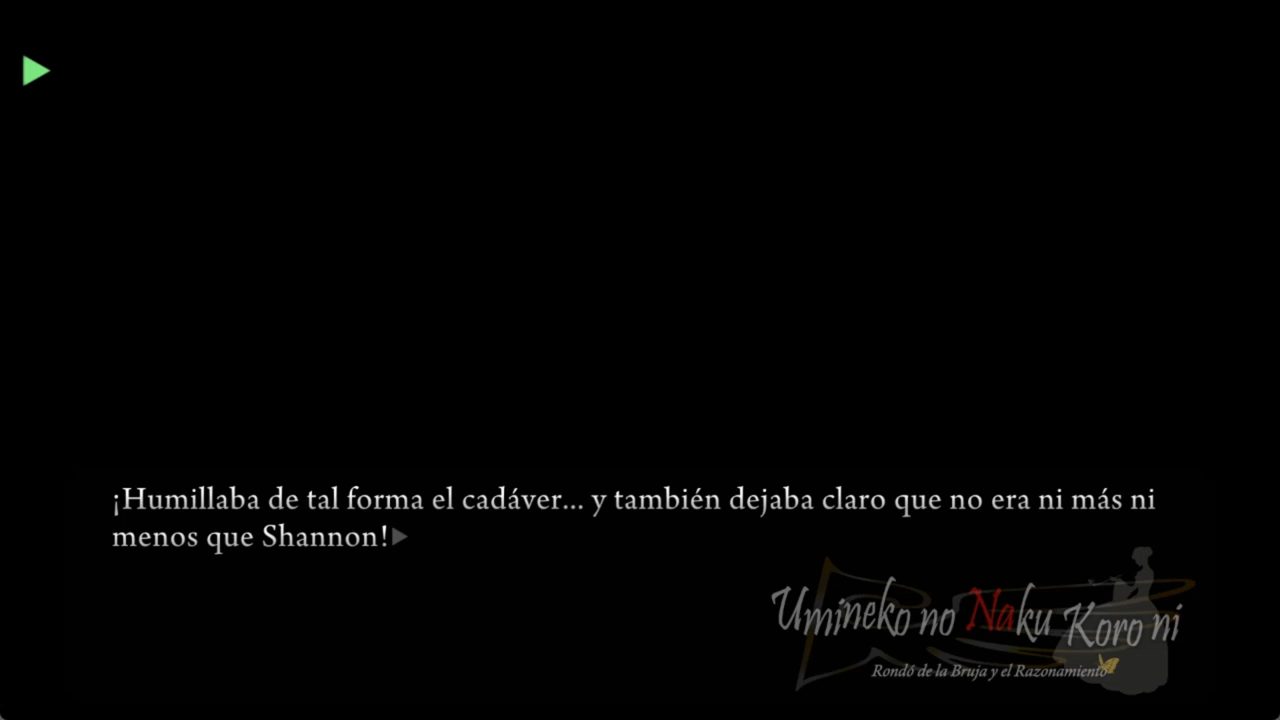 ¡Humillaba de tal forma el cadáver... y también dejaba claro que no era ni más ni
menos que Shannon!
Umineko no Naku Koro ni
Rondó de la Bruja y el Razonamiento